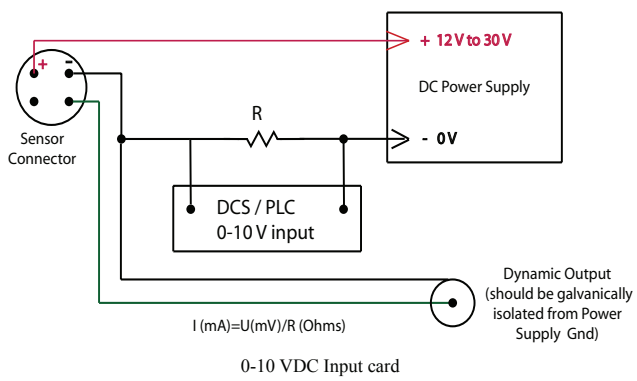 + 12 V to 30 V
+ -
DC Power Supply
R
- 0 V
Sensor
Connector
DCS / PLC
0-10 V input
Dynamic Output
(should be galvanically
isolated from Power
Supply Gnd)
I (mA)=U(mV)/R (Ohms)
0-10 VDC Input card